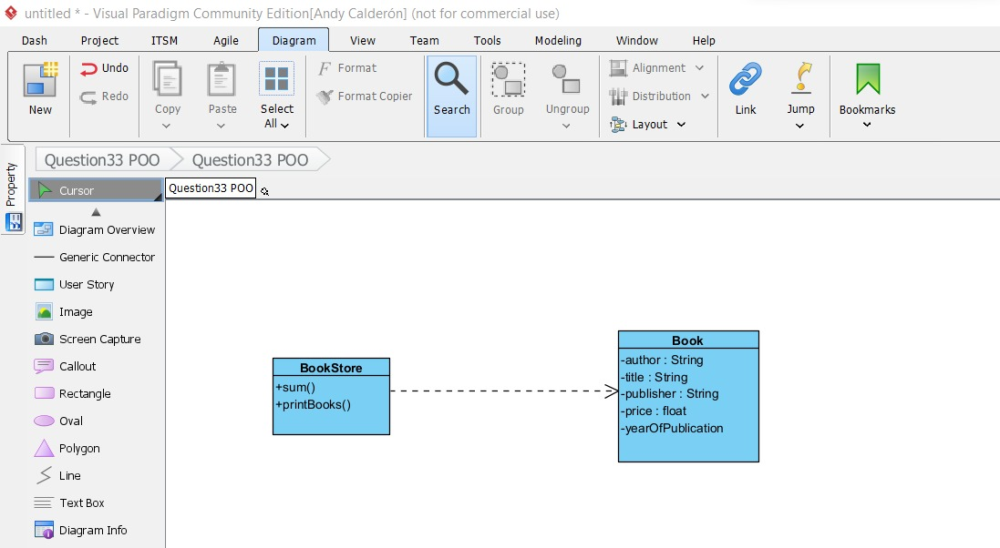 untitled * - Visual Paradigm Community Edition[Andy Calderón] (not for commercial use)
Dash Project ITSM Agile Diagram View Team Tools Modeling Window Help
New
Undo
Redo
Copy
Paste
Select
All
Format
Format Copier
Search
Group
Ungroup
Alignment
Distribution
Layout
Link
Jump
Bookmarks
Property
Question33 POO Question33 POO
Cursor
Question33 POO
Diagram Overview
Generic Connector
User Story
Image
Screen Capture
Callout
Rectangle
Oval
Polygon
Line
Text Box
Diagram Info
BookStore
+sum()
+printBooks()
Book
-author : String
-title : String
-publisher : String
-price : float
-yearOfPublication